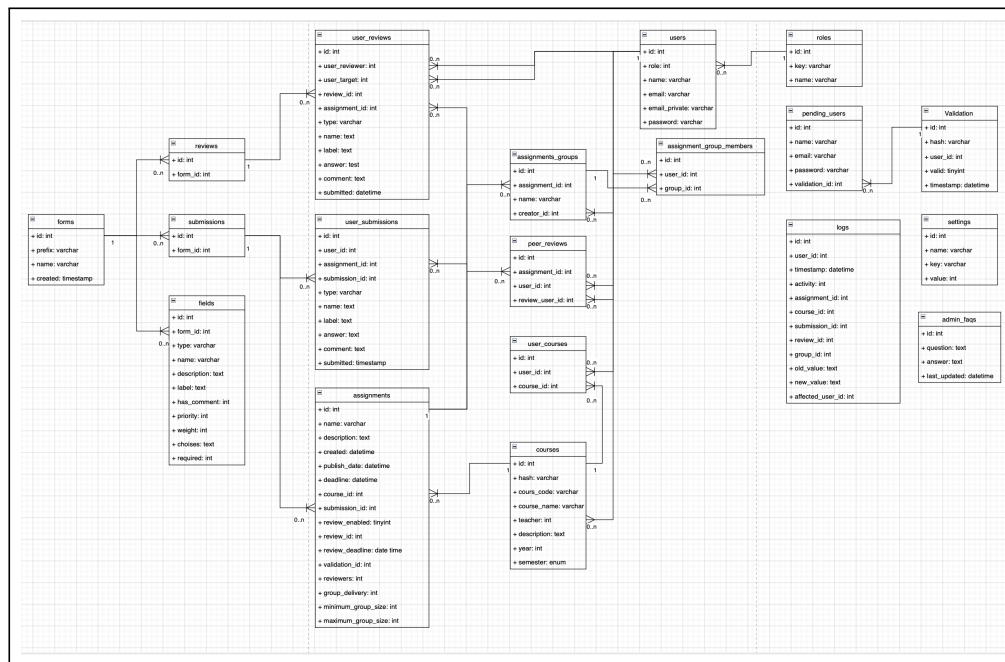 user_reviews
+ id: int
+ user_reviewer: int
+ user_target: int
+ review_id: int
+ assignment_id: int
+ type: varchar
+ name: text
+ label: text
+ answer: test
+ comment: text
+ submitted: datetime
0..n
0..n
0..n
0..n
users
+ id: int
+ role: int
+ name: varchar
+ email: varchar
+ email_private: varchar
+ password: varchar
1
0..n
roles
+ id: int
+ key: varchar
+ name: varchar
1
pending_users
+ id: int
+ name: varchar
+ email: varchar
+ password: varchar
+ validation_id: int
0..n
Validation
+ id: int
+ hash: varchar
+ user_id: int
+ valid: tinyint
+ timestamp: datetime
1
reviews
+ id: int
+ form_id: int
0..n
1
assignments_groups
+ id: int
+ assignment_id: int
+ name: varchar
+ creator_id: int
1
0..n
0..n
assignment_group_members
+ id: int
+ user_id: int
+ group_id: int
0..n
0..n
forms
+ id: int
+ prefix: varchar
+ name: varchar
+ created: timestamp
1
submissions
+ id: int
+ form_id: int
0..n
1
user_submissions
+ id: int
+ user_id: int
+ assignment_id: int
+ submission_id: int
+ type: varchar
+ name: text
+ label: text
+ answer: text
+ comment: text
+ submitted: timestamp
0..n
0..n
peer_reviews
+ id: int
+ assignment_id: int
+ user_id: int
+ review_user_id: int
0..n
0..n
0..n
logs
+ id: int
+ user_id: int
+ timestamp: datetime
+ activity: int
+ assignment_id: int
+ course_id: int
+ submission_id: int
+ review_id: int
+ group_id: int
+ old_value: text
+ new_value: text
+ affected_user_id: int
settings
+ id: int
+ name: varchar
+ key: varchar
+ value: int
fields
+ id: int
+ form_id: int
+ type: varchar
+ name: varchar
+ description: text
+ label: text
+ has_comment: int
+ priority: int
+ weight: int
+ choises: text
+ required: int
0..n
admin_faqs
+ id: int
+ question: text
+ answer: text
+ last_updated: datetime
user_courses
+ id: int
+ user_id: int
+ course_id: int
0..n
0..n
assignments
+ id: int
+ name: varchar
+ description: text
+ created: datetime
+ publish_date: datetime
+ deadline: datetime
+ course_id: int
+ submission_id: int
+ review_enabled: tinyint
+ review_id: int
+ review_deadline: date time
+ validation_id: int
+ reviewers: int
+ group_delivery: int
+ minimum_group_size: int
+ maximum_group_size: int
1
0..n
0..n
courses
+ id: int
+ hash: varchar
+ cours_code: varchar
+ course_name: varchar
+ teacher: int
+ description: text
+ year: int
+ semester: enum
1
1
0..n